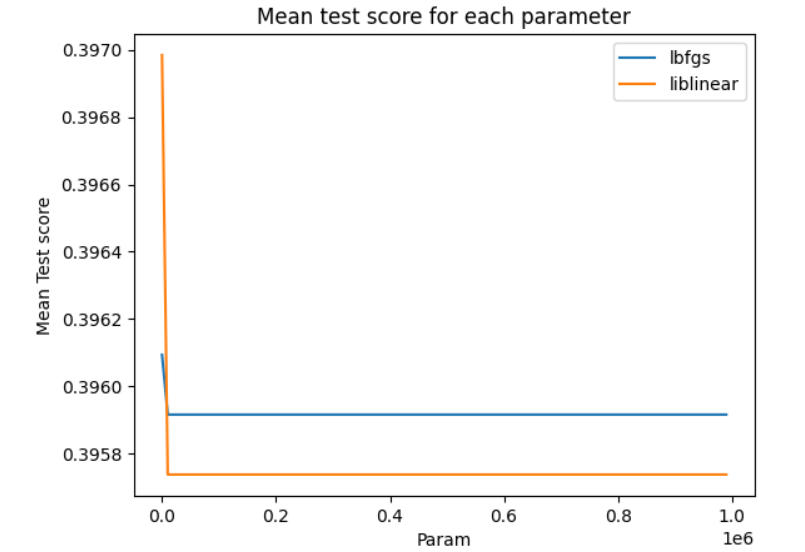 Mean test score for each parameter
lbfgs
liblinear
Mean Test score
0.3970
0.3968
0.3966
0.3964
0.3962
0.3960
0.3958
0.0 0.2 0.4 0.6 0.8 1.0
1e6
Param